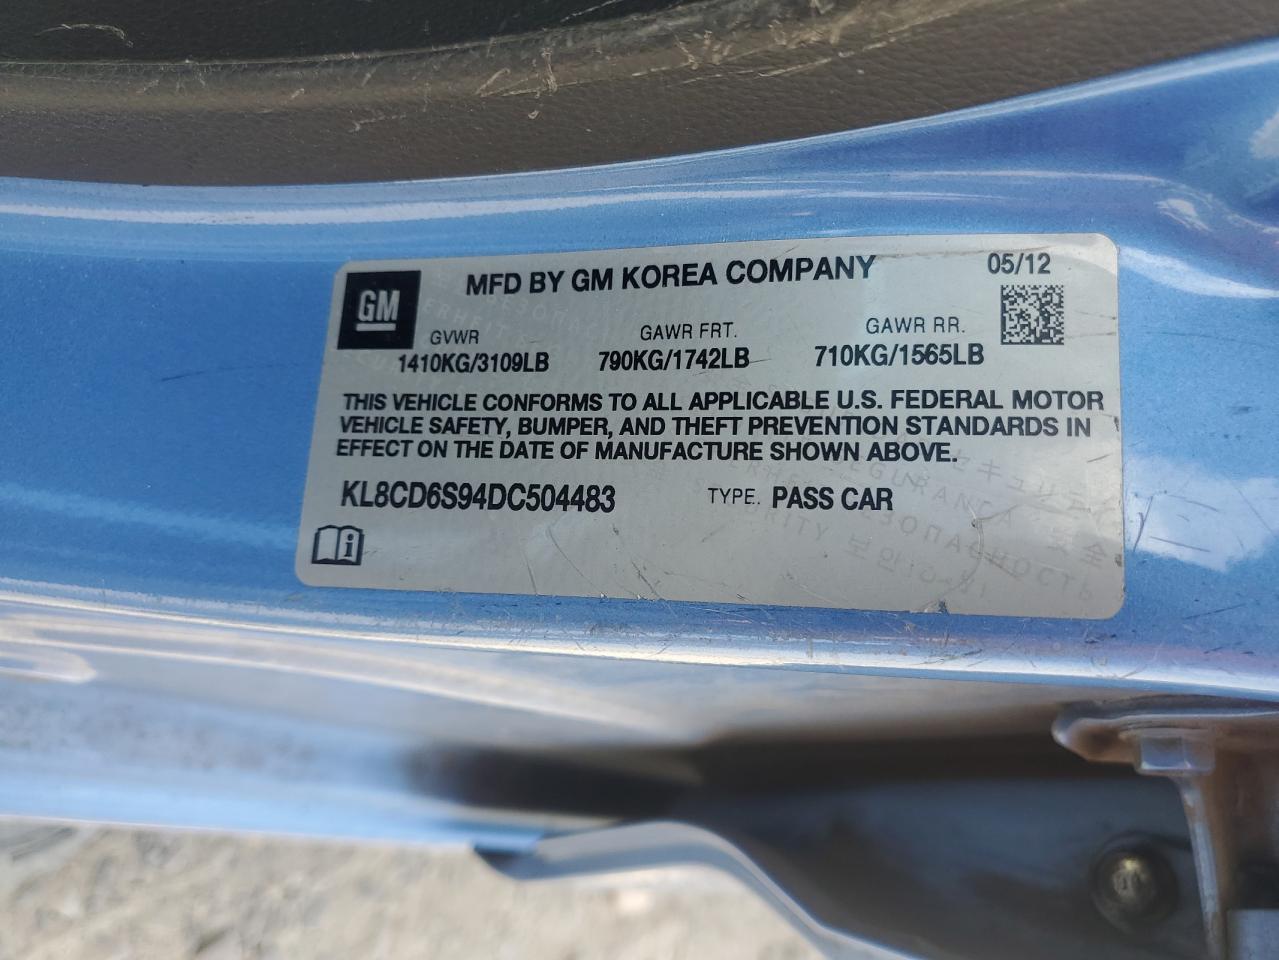 MFD BY GM KOREA COMPANY 05/12
GM
GVWR GAWR FRT. GAWR RR.
1410KG/3109LB 790KG/1742LB 710KG/1565LB
THIS VEHICLE CONFORMS TO ALL APPLICABLE U.S. FEDERAL MOTOR
VEHICLE SAFETY, BUMPER, AND THEFT PREVENTION STANDARDS IN
EFFECT ON THE DATE OF MANUFACTURE SHOWN ABOVE.
KL8CD6S94DC504483 TYPE.. PASS CAR